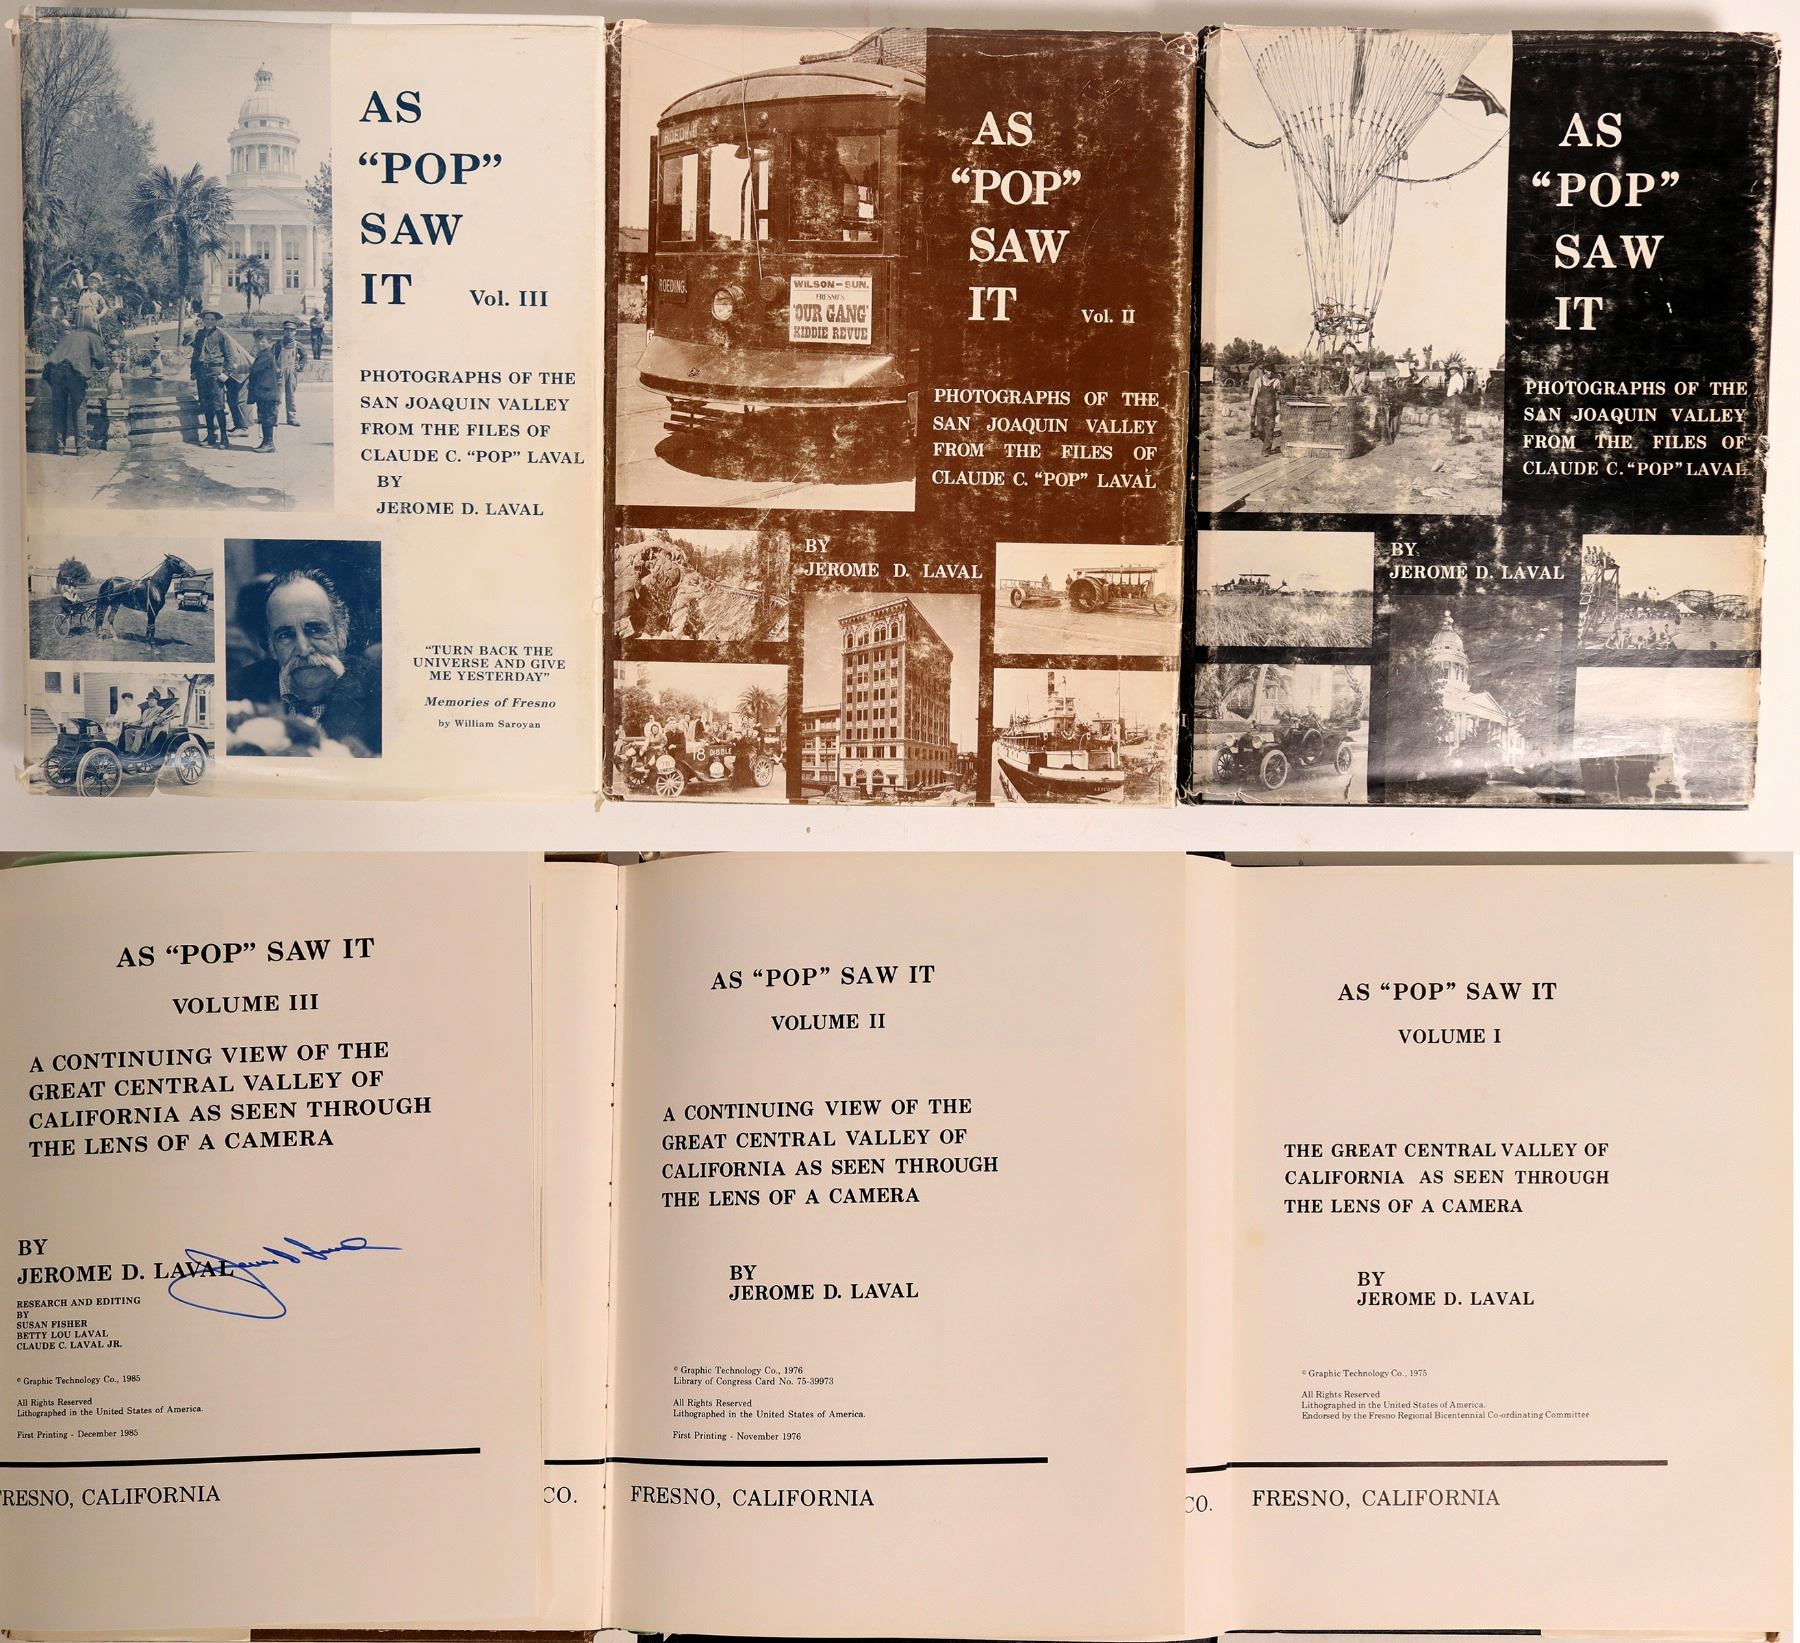 AS
“POP”
SAW
IT
Vol. III
PHOTOGRAPHS OF THE
SAN JOAQUIN VALLEY
FROM THE FILES OF
CLAUDE C. “POP” LAVAL
BY
JEROME D. LAVAL
“TURN BACK THE
UNIVERSE AND GIVE
ME YESTERDAY”
Memories of Fresno
by William Saroyan
AS
“POP”
SAW
IT
Vol. II
PHOTOGRAPHS OF THE
SAN JOAQUIN VALLEY
FROM THE FILES OF
CLAUDE C. “POP” LAVAL
BY
JEROME D. LAVAL
ROEDING
ROEDING
WILSON–SUN.
FRESNO'S
'OUR GANG'
KIDDIE REVUE
18 DIBBLE
AS
“POP”
SAW
IT
PHOTOGRAPHS OF THE
SAN JOAQUIN VALLEY
FROM THE FILES OF
CLAUDE C. “POP” LAVAL
BY
JEROME D. LAVAL
AS “POP” SAW IT
VOLUME III
A CONTINUING VIEW OF THE
GREAT CENTRAL VALLEY OF
CALIFORNIA AS SEEN THROUGH
THE LENS OF A CAMERA
BY
JEROME D. LAVAL
RESEARCH AND EDITING
BY
SUSAN FISHER
BETTY LOU LAVAL
CLAUDE C. LAVAL JR.
© Graphic Technology Co., 1985
All Rights Reserved
Lithographed in the United States of America.
First Printing - December 1985
FRESNO, CALIFORNIA
AS “POP” SAW IT
VOLUME II
A CONTINUING VIEW OF THE
GREAT CENTRAL VALLEY OF
CALIFORNIA AS SEEN THROUGH
THE LENS OF A CAMERA
BY
JEROME D. LAVAL
© Graphic Technology Co., 1976
Library of Congress Card No. 75-39973
All Rights Reserved
Lithographed in the United States of America.
First Printing - November 1976
CO. FRESNO, CALIFORNIA
AS “POP” SAW IT
VOLUME I
THE GREAT CENTRAL VALLEY OF
CALIFORNIA AS SEEN THROUGH
THE LENS OF A CAMERA
BY
JEROME D. LAVAL
© Graphic Technology Co., 1975
All Rights Reserved
Lithographed in the United States of America.
Endorsed by the Fresno Regional Bicentennial Co-ordinating Committee
CO. FRESNO, CALIFORNIA